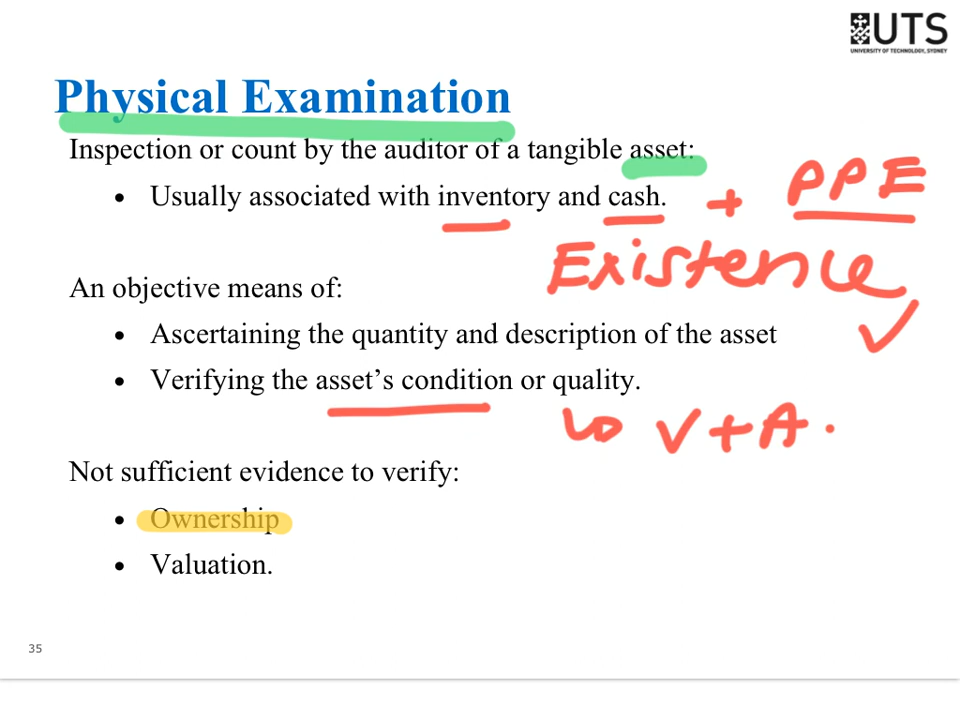 UTS
UNIVERSITY OF TECHNOLOGY, SYDNEY
Physical Examination
Inspection or count by the auditor of a tangible asset:
• Usually associated with inventory and cash. + PPE
Existence
An objective means of:
• Ascertaining the quantity and description of the asset
• Verifying the asset's condition or quality.
↳ V+A.
Not sufficient evidence to verify:
• Ownership
• Valuation.
35